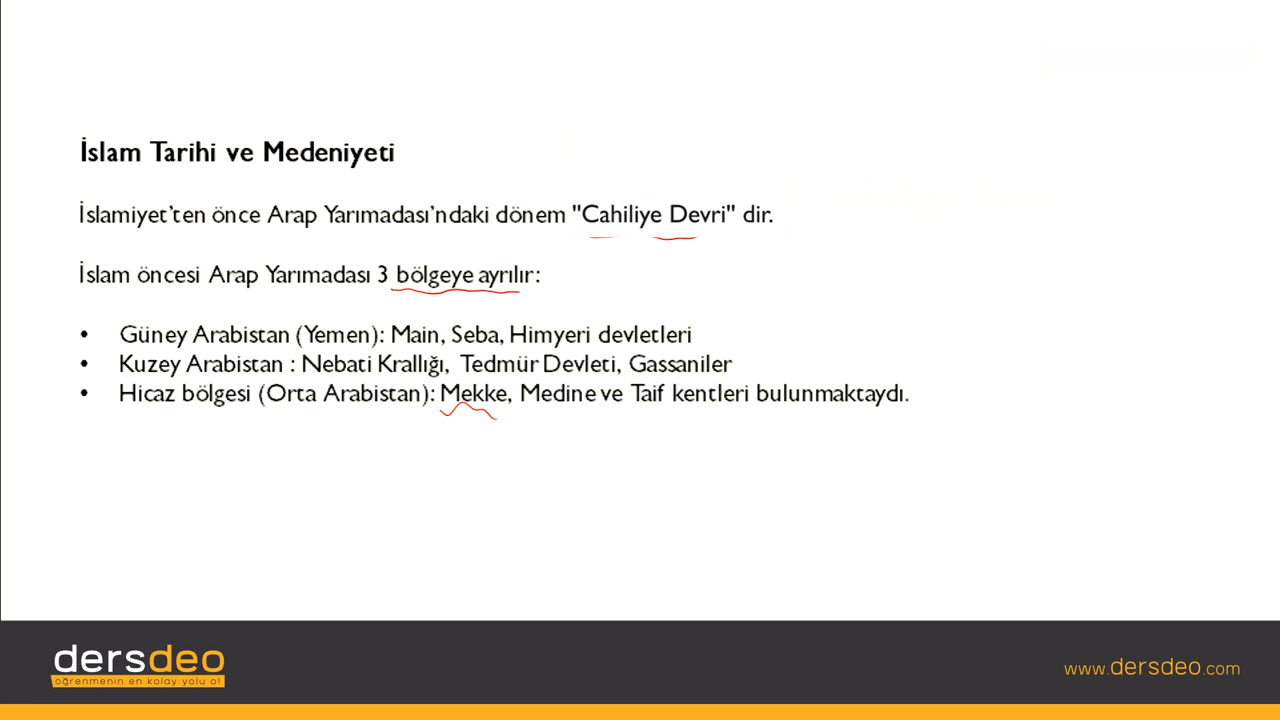 İslam Tarihi ve Medeniyeti
İslamiyet'ten önce Arap Yarımadası'ndaki dönem "Cahiliye Devri" dir.
İslam öncesi Arap Yarımadası 3 bölgeye ayrılır:
• Güney Arabistan (Yemen): Main, Seba, Himyeri devletleri
• Kuzey Arabistan : Nebati Krallığı, Tedmür Devleti, Gassaniler
• Hicaz bölgesi (Orta Arabistan): Mekke, Medine ve Taif kentleri bulunmaktaydı.
dersdeo
öğrenmenin en kolay yolu o!
www.dersdeo.com